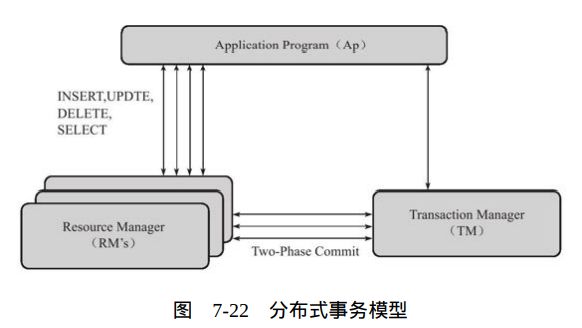 Application Program（Ap）
INSERT,UPDTE,
DELETE,
SELECT
Resource Manager
（RM's）
Transaction Manager
（TM）
Two-Phase Commit
图 7-22 分布式事务模型